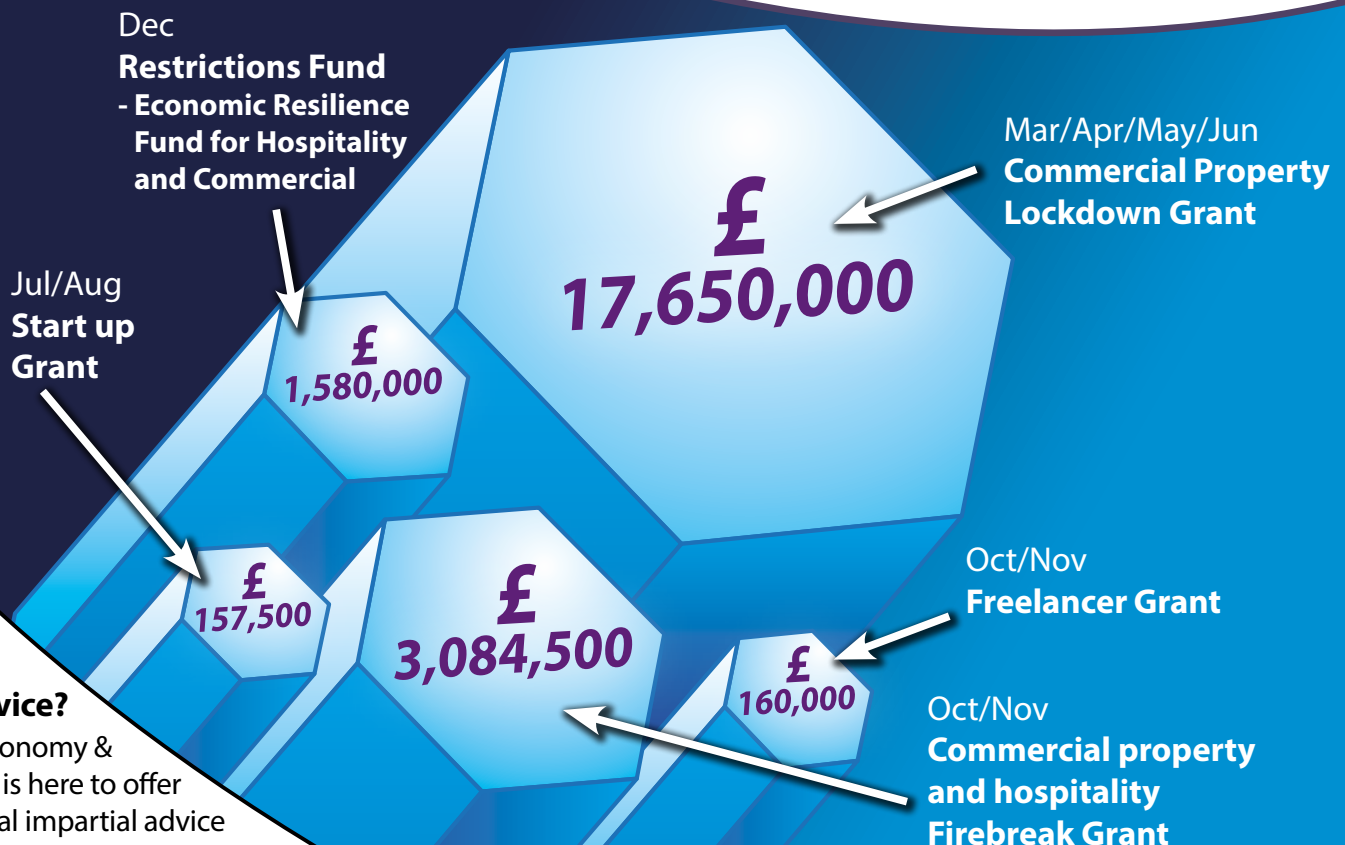 Dec
Restrictions Fund
- Economic Resilience
Fund for Hospitality
and Commercial
Mar/Apr/May/Jun
Commercial Property
Lockdown Grant
£
17,650,000
Jul/Aug
Start up
Grant
£
1,580,000
£
157,500
£
3,084,500
Oct/Nov
Freelancer Grant
£
160,000
Oct/Nov
Commercial property
and hospitality
Firebreak Grant
vice?
onomy &
is here to offer
al impartial advice